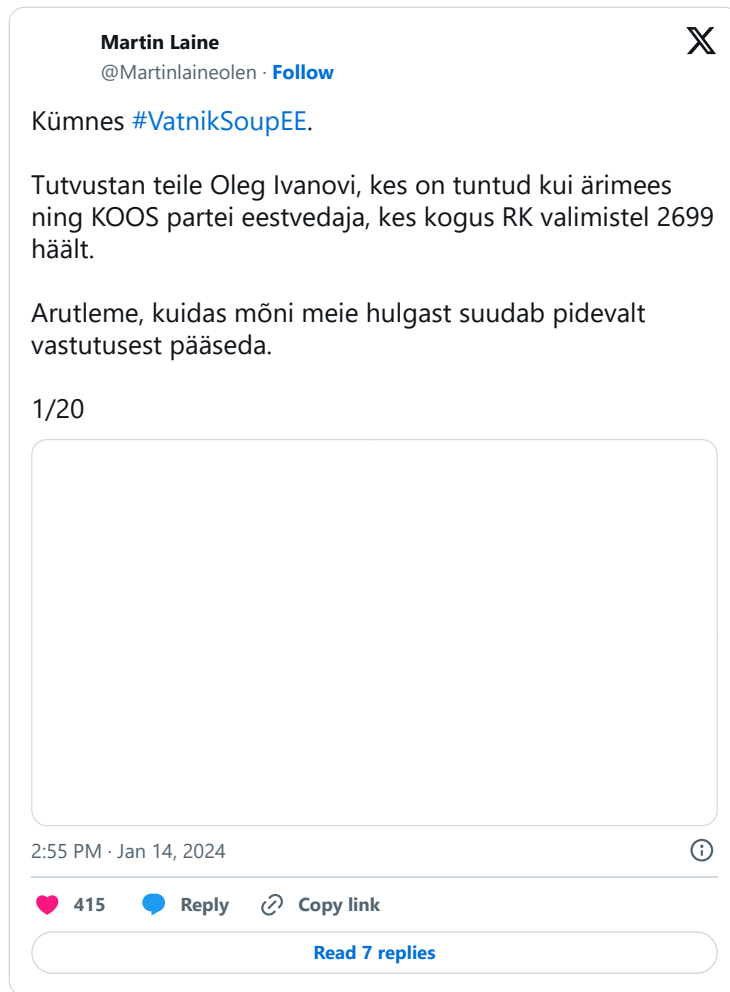 Martin Laine
@Martinlaineolen · Follow
Kümnes #VatnikSoupEE.
Tutvustan teile Oleg Ivanovi, kes on tuntud kui ärimees
ning KOOS partei eestvedaja, kes kogus RK valimistel 2699
häält.
Arutleme, kuidas mõni meie hulgast suudab pidevalt
vastutusest pääseda.
1/20
2:55 PM · Jan 14, 2024
415 Reply Copy link
Read 7 replies